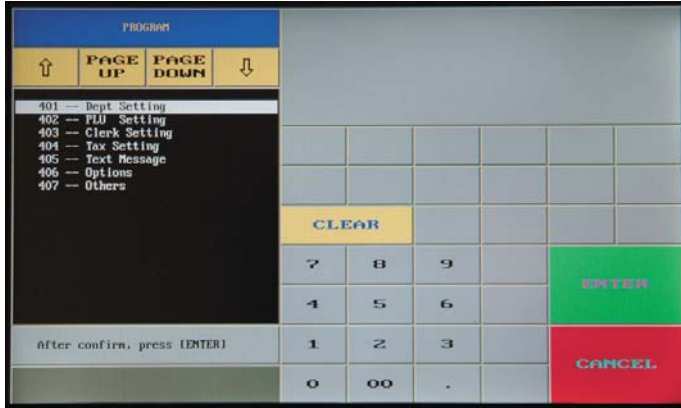 PROGRAM
PAGE UP
PAGE DOWN
401 -- Dept Setting
402 -- PLU Setting
403 -- Clerk Setting
404 -- Tax Setting
405 -- Text Message
406 -- Options
407 -- Others
After confirm, press [ENTER]
CLEAR
7 8 9
4 5 6
ENTER
1 2 3
0 00 .
CANCEL